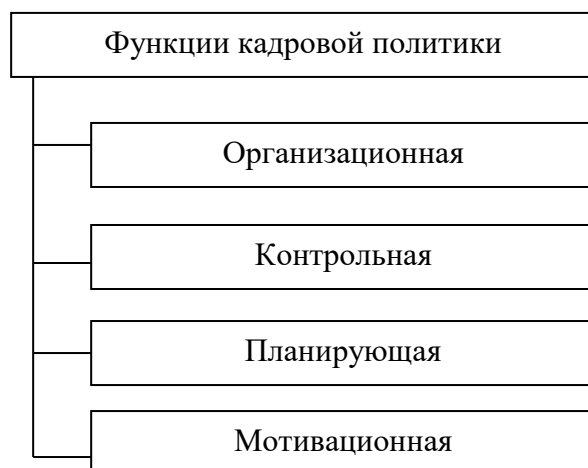 Функции кадровой политики
Организационная
Контрольная
Планирующая
Мотивационная